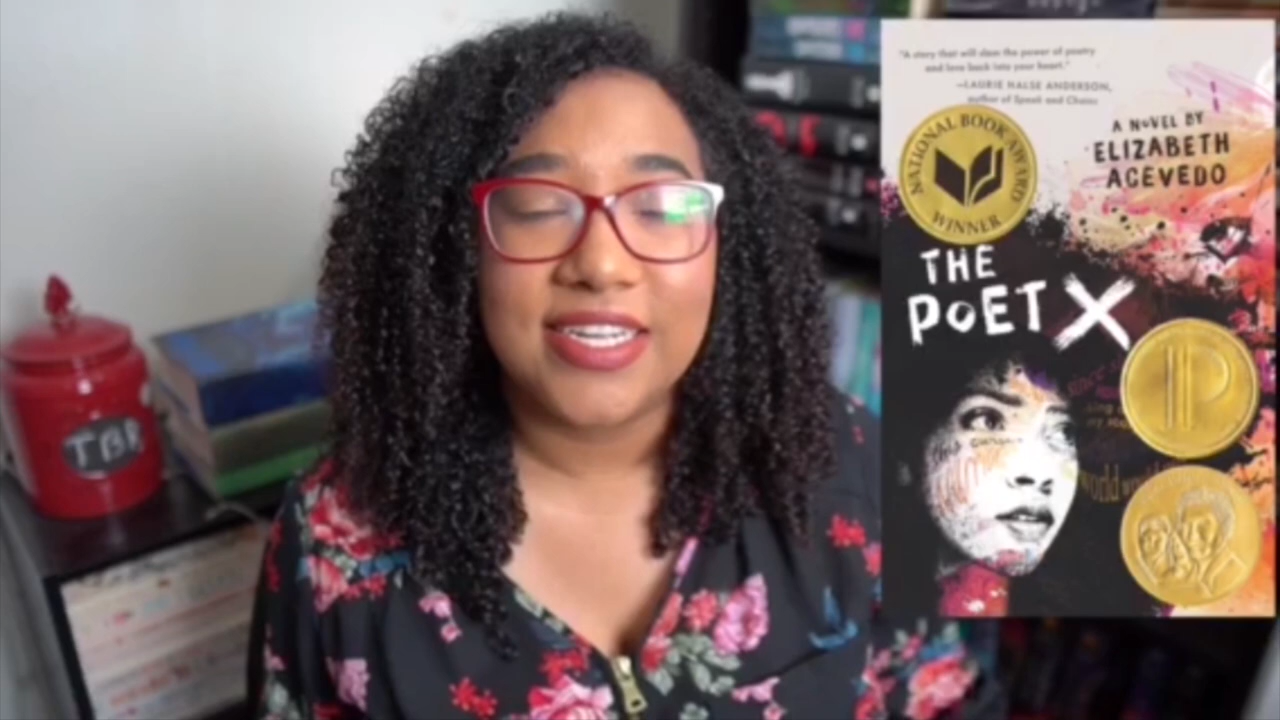 "A story that will slam the power of poetry
and love back into your heart."
—LAURIE HALSE ANDERSON,
author of Speak and Chains
NATIONAL BOOK AWARD
WINNER
A NOVEL BY
ELIZABETH
ACEVEDO
THE
POET X
TBR
P
world